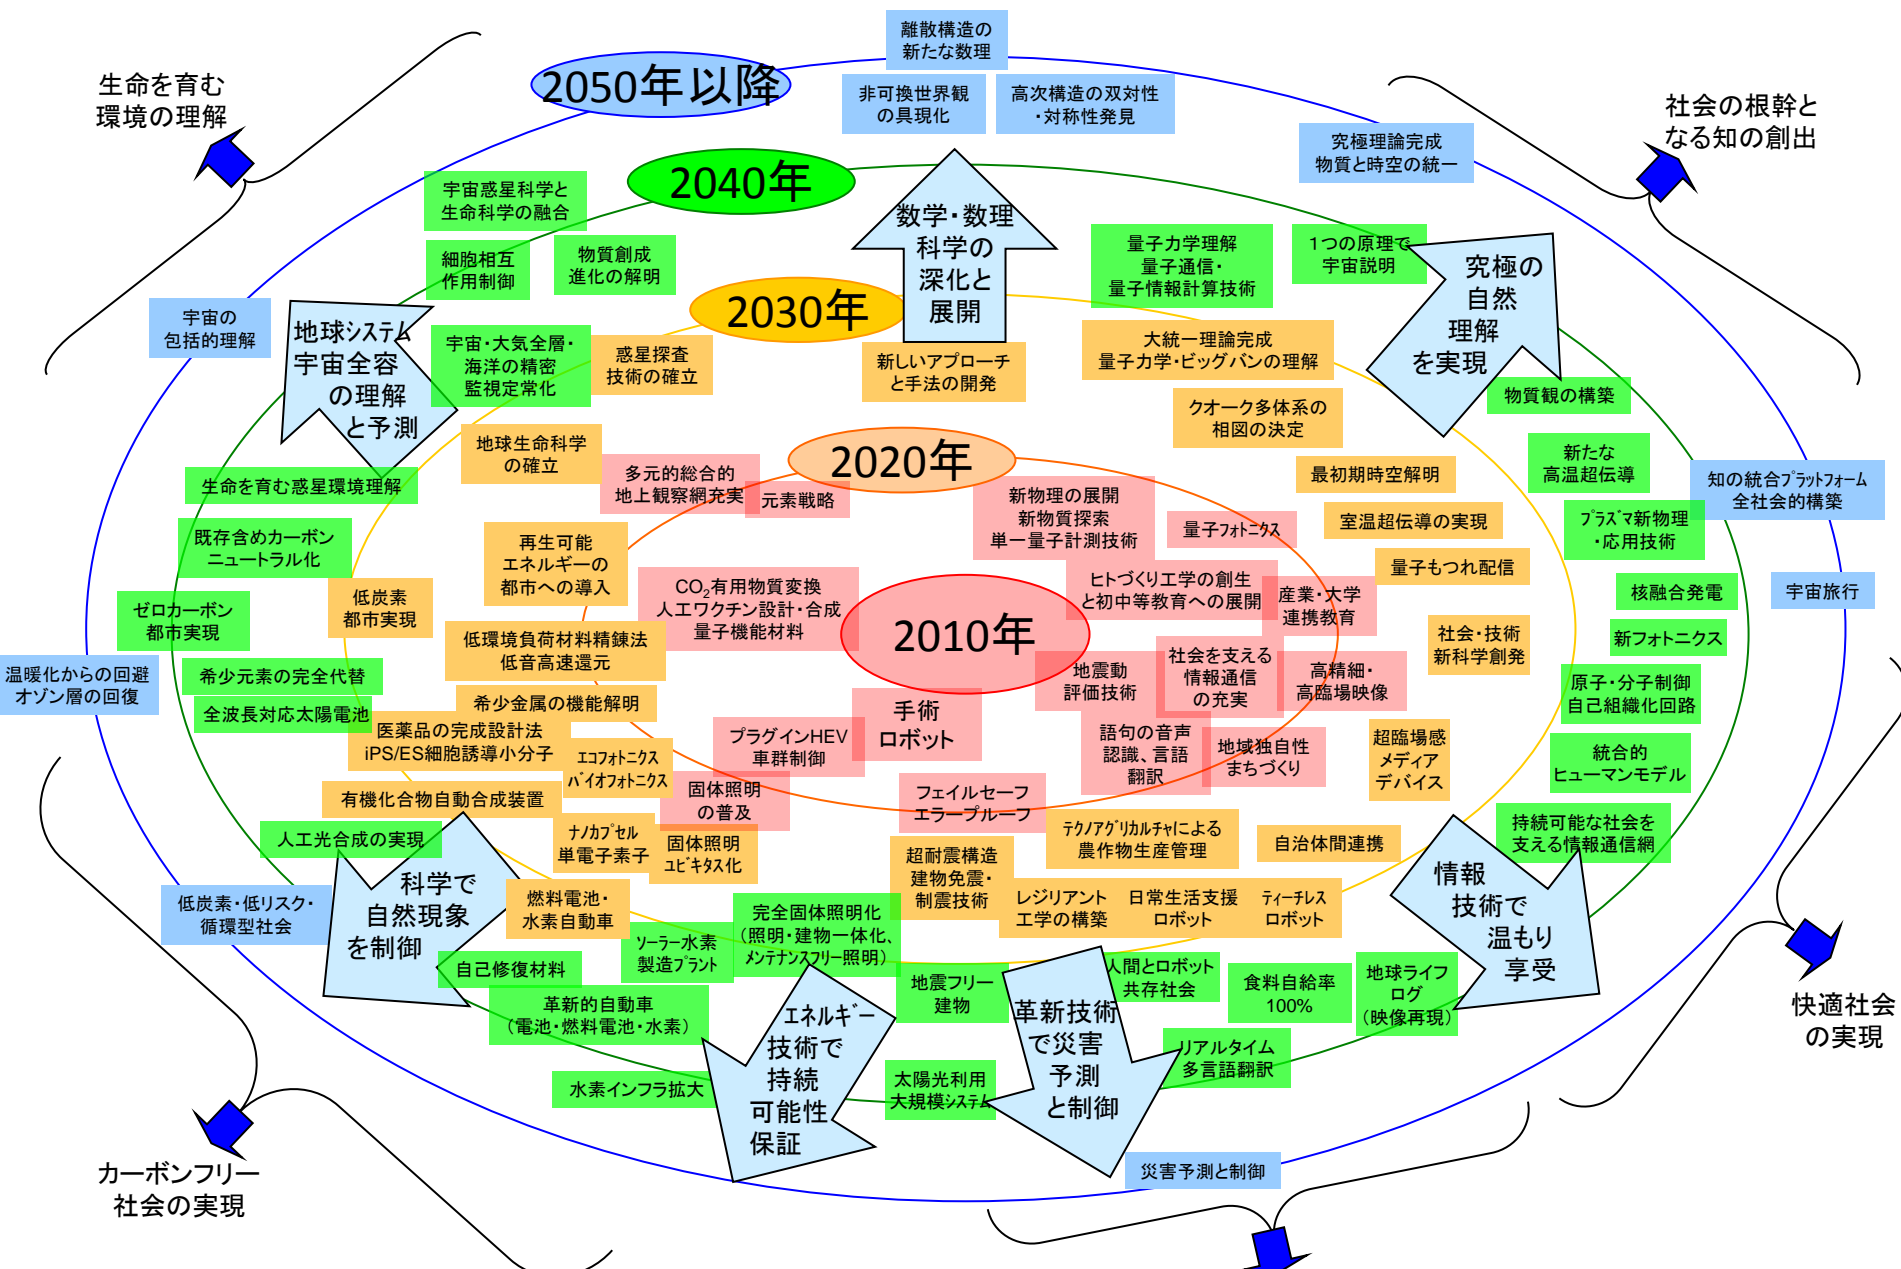 離散構造の
新たな数理
生命を育む
環境の理解
2050年以降
非可換世界観
の具現化
高次構造の双対性
・対称性発見
社会の根幹と
なる知の創出
究極理論完成
物質と時空の統一
2040年
宇宙惑星科学と
生命科学の融合
数学・数理
科学の
深化と
展開
細胞相互
作用制御
物質創成
進化の解明
量子力学理解
量子通信・
量子情報計算技術
1つの原理で
宇宙説明
究極の
自然
理解
を実現
2030年
宇宙の
包括的理解
地球システム
宇宙全容
の理解
と予測
宇宙・大気全層・
海洋の精密
監視定常化
惑星探査
技術の確立
新しいアプローチ
と手法の開発
大統一理論完成
量子力学・ビッグバンの理解
物質観の構築
クオーク多体系の
相図の決定
地球生命科学
の確立
2020年
多元的総合的
地上観察網充実
元素戦略
新物理の展開
新物質探索
単一量子計測技術
量子フォトニクス
最初期時空解明
新たな
高温超伝導
知の統合プラットフォーム
全社会的構築
生命を育む惑星環境理解
室温超伝導の実現
プラズマ新物理
・応用技術
既存含めカーボン
ニュートラル化
再生可能
エネルギーの
都市への導入
量子もつれ配信
CO₂有用物質変換
人工ワクチン設計・合成
量子機能材料
ヒトづくり工学の創生
と初中等教育への展開
産業・大学
連携教育
核融合発電
宇宙旅行
ゼロカーボン
都市実現
低炭素
都市実現
2010年
低環境負荷材料精錬法
低音高速還元
社会・技術
新科学創発
新フォトニクス
温暖化からの回避
オゾン層の回復
希少元素の完全代替
地震動
評価技術
社会を支える
情報通信
の充実
高精細・
高臨場映像
原子・分子制御
自己組織化回路
全波長対応太陽電池
希少金属の機能解明
手術
ロボット
医薬品の完成設計法
iPS/ES細胞誘導小分子
エコフォトニクス
バイオフォトニクス
プラグインHEV
車群制御
語句の音声
認識、言語
翻訳
地域独自性
まちづくり
超臨場感
メディア
デバイス
統合的
ヒューマンモデル
有機化合物自動合成装置
固体照明
の普及
フェイルセーフ
エラープルーフ
人工光合成の実現
ナノカプセル
単電子素子
固体照明
ユビキタス化
テクノアグリカルチャによる
農作物生産管理
自治体間連携
持続可能な社会を
支える情報通信網
超耐震構造
建物免震・
制震技術
科学で
自然現象
を制御
情報
技術で
温もり
享受
低炭素・低リスク・
循環型社会
燃料電池・
水素自動車
完全固体照明化
（照明・建物一体化、
メンテナンスフリー照明）
レジリアント
工学の構築
日常生活支援
ロボット
ティーチレス
ロボット
ソーラー水素
製造プラント
自己修復材料
地震フリー
建物
人間とロボット
共存社会
食料自給率
100%
地球ライフ
ログ
（映像再現）
革新的自動車
（電池・燃料電池・水素）
エネルギー
技術で
持続
可能性
保証
革新技術
で災害
予測
と制御
快適社会
の実現
リアルタイム
多言語翻訳
水素インフラ拡大
太陽光利用
大規模システム
カーボンフリー
社会の実現
災害予測と制御